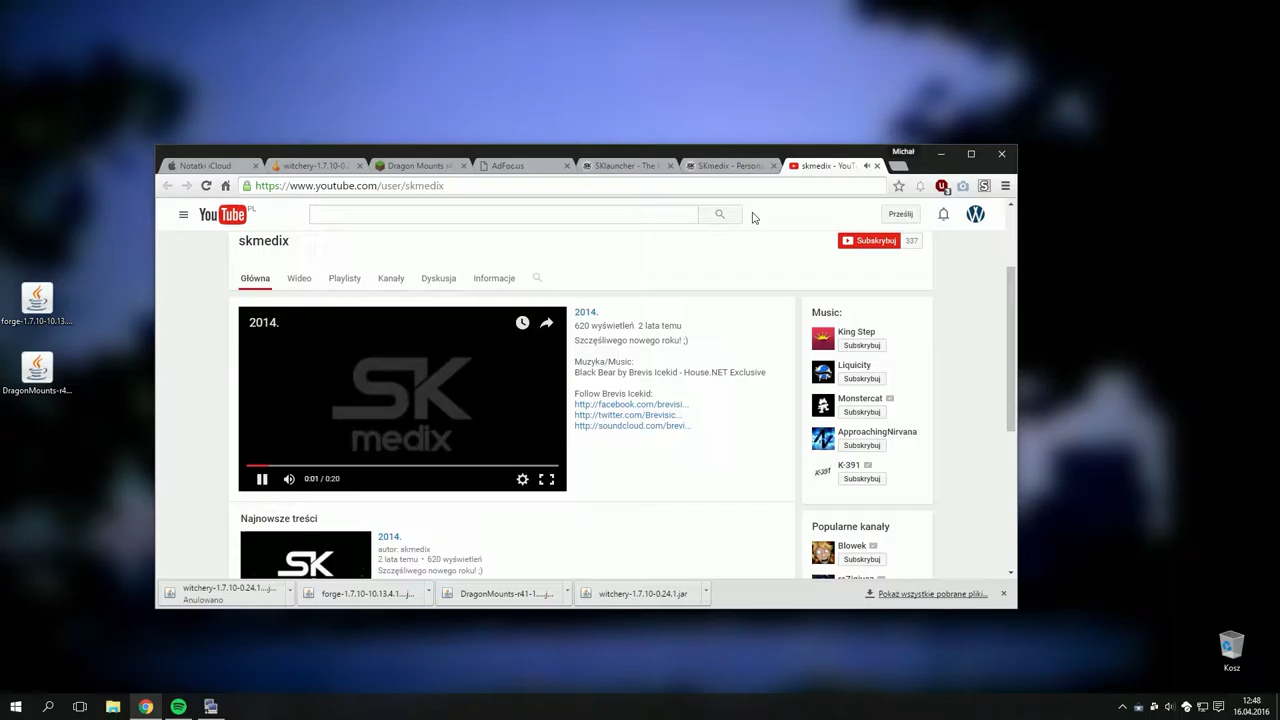 Michał
Notatki iCloud
witchery-1.7.10-0...
Dragon Mounts
AdFoc.us
SKlauncher - The
SKmedix - Person
skmedix - YouT
https://www.youtube.com/user/skmedix
YouTube PL
Prześlij
skmedix
Subskrybuj 337
Główna
Wideo
Playlisty
Kanały
Dyskusja
Informacje
2014.
SK
medix
0:01 / 0:20
2014.
620 wyświetleń 2 lata temu
Szczęśliwego nowego roku! ;)
Muzyka/Music:
Black Bear by Brevis Icekid - House.NET Exclusive
Follow Brevis Icekid:
http://facebook.com/brevisi...
http://twitter.com/Brevisic...
http://soundcloud.com/brevi...
Music:
King Step
Subskrybuj
Liquicity
Subskrybuj
Monstercat
Subskrybuj
ApproachingNirvana
Subskrybuj
K-391
K-391
Subskrybuj
Najnowsze treści
SK
2014.
autor: skmedix
2 lata temu • 620 wyświetleń
Szczęśliwego nowego roku! ;)
Popularne kanały
Blowek
Subskrybuj
witchery-1.7.10-0.24.1....j...
Anulowano
forge-1.7.10-10.13.4.1....j...
DragonMounts-r41-1.....j...
witchery-1.7.10-0.24.1.jar
Pokaż wszystkie pobrane pliki...
forge-1.7.10-10.13....
DragonMounts-r4...
Kosz
12:48
16.04.2016